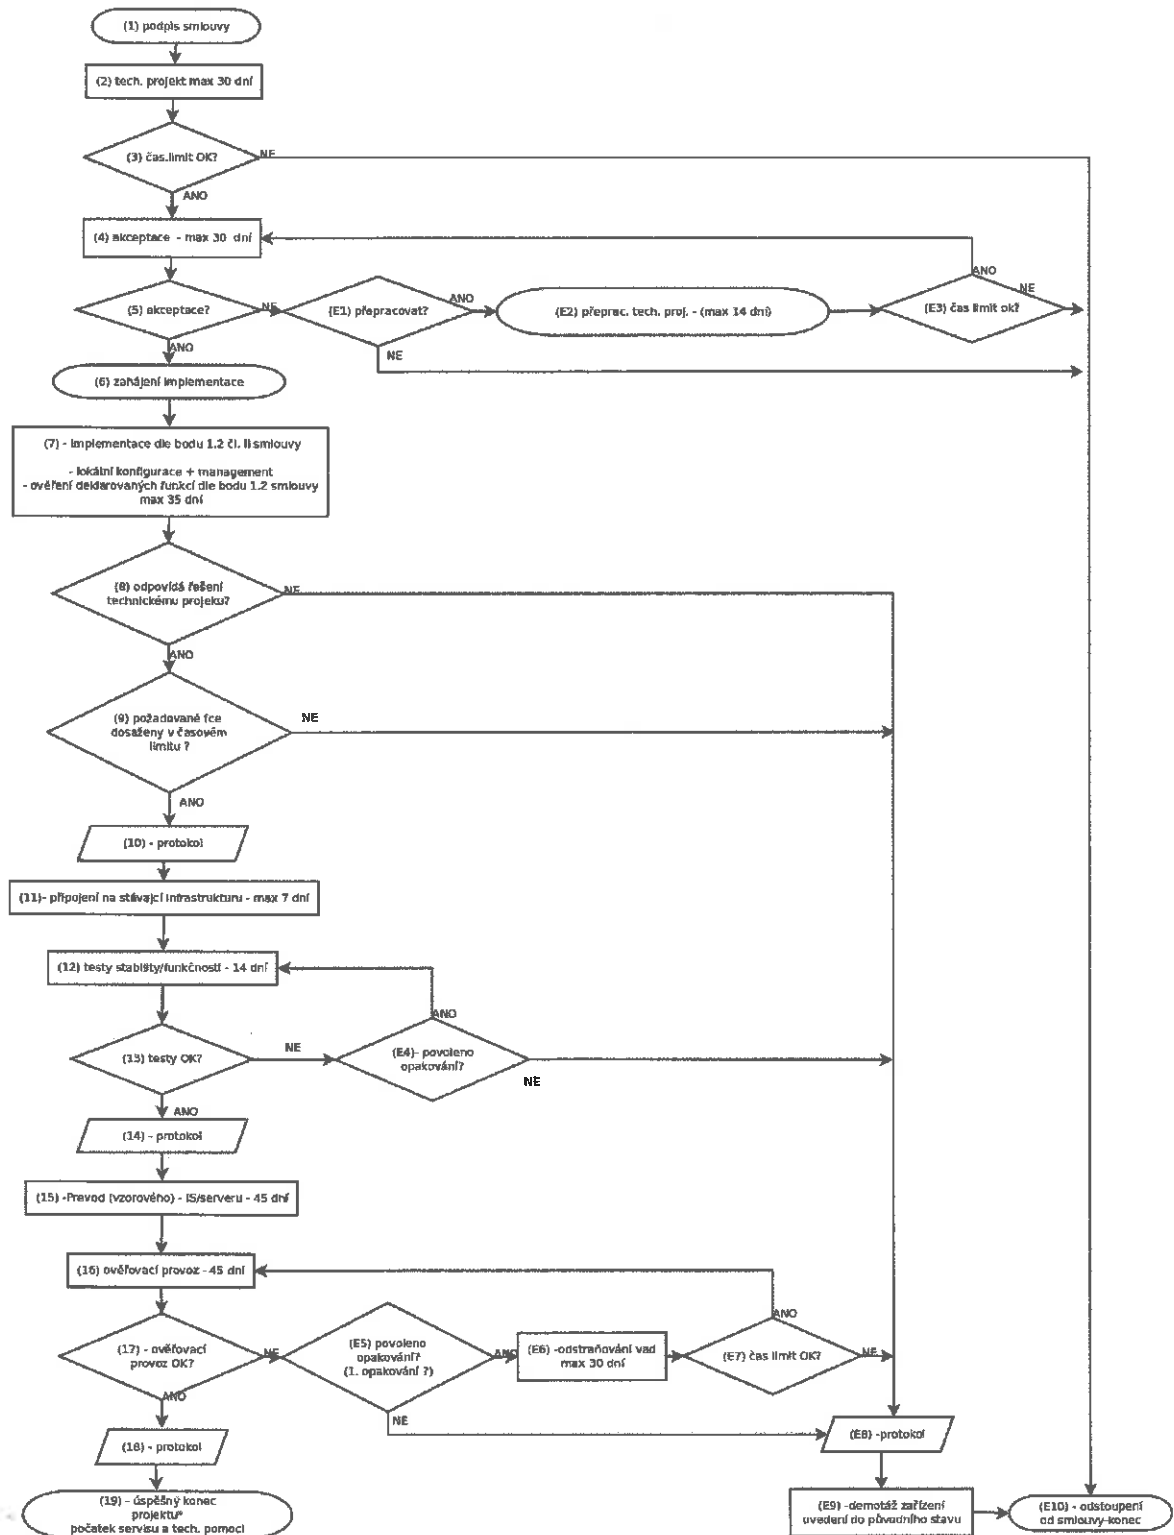 (1) podpis smlouvy
(2) tech. projekt max 30 dní
(3) čas.limit OK?
NE
ANO
(4) akceptace - max 30 dní
ANO
NE
(5) akceptace?
NE
(E1) přepracovat?
ANO
(E2) přeprac. tech. proj. - (max 14 dní)
(E3) čas limit ok?
ANO
NE
(6) zahájení implementace
(7) - implementace dle bodu 1.2 čl. II smlouvy
- lokální konfigurace + management
- ověření deklarovaných funkcí dle bodu 1.2 smlouvy
max 35 dní
(8) odpovídá řešení
technickému projeku?
NE
ANO
(9) požadované fce
dosaženy v časovém
limitu ?
NE
ANO
(10) - protokol
(11)- připojení na stávajcí infrastrukturu - max 7 dní
(12) testy stability/funkčností - 14 dní
ANO
(13) testy OK?
NE
(E4)- povoleno
opakování?
NE
ANO
(14) - protokol
(15) -Prevod (vzorového) - IS/serveru - 45 dní
(16) ověřovací provoz - 45 dní
ANO
(17) - ověřovací
provoz OK?
NE
(E5) povoleno
opakování?
(1. opakování ?)
ANO
(E6) -odstraňování vad
max 30 dní
(E7) čas limit OK?
NE
ANO
NE
(18) - protokol
(E8) -protokol
(19) - úspěšný konec
projektu*
počatek servisu a tech. pomoci
(E9) -demotáž zařízení
uvedení do původního stavu
(E10) - odstoupení
od smlouvy-konec